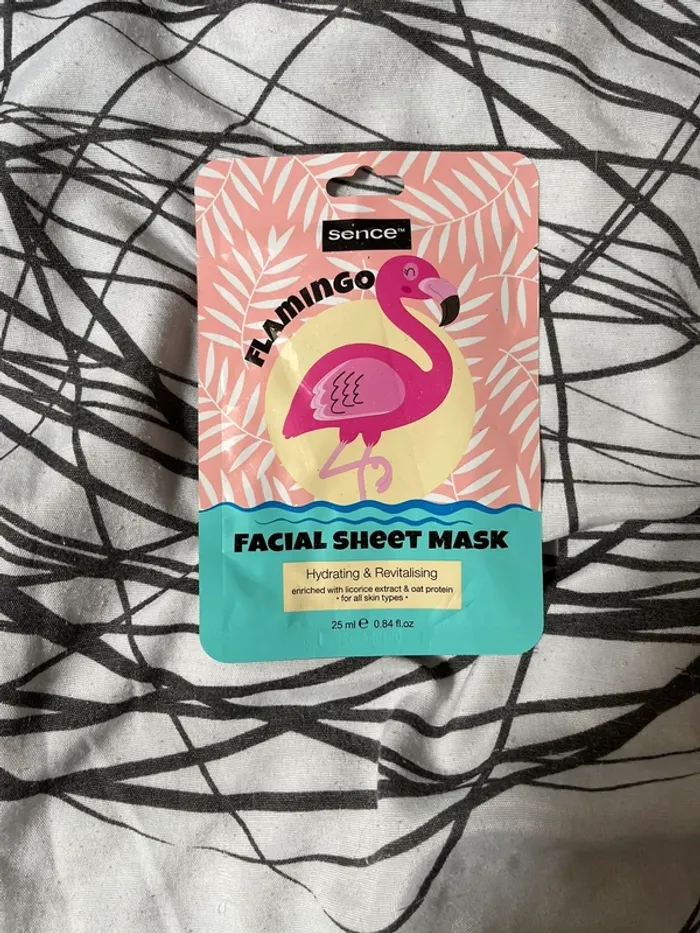 sence™
FLAMINGO
FACIAL SHEET MASK
Hydrating & Revitalising
enriched with licorice extract & oat protein
• for all skin types •
25 ml ℮ 0.84 fl.oz